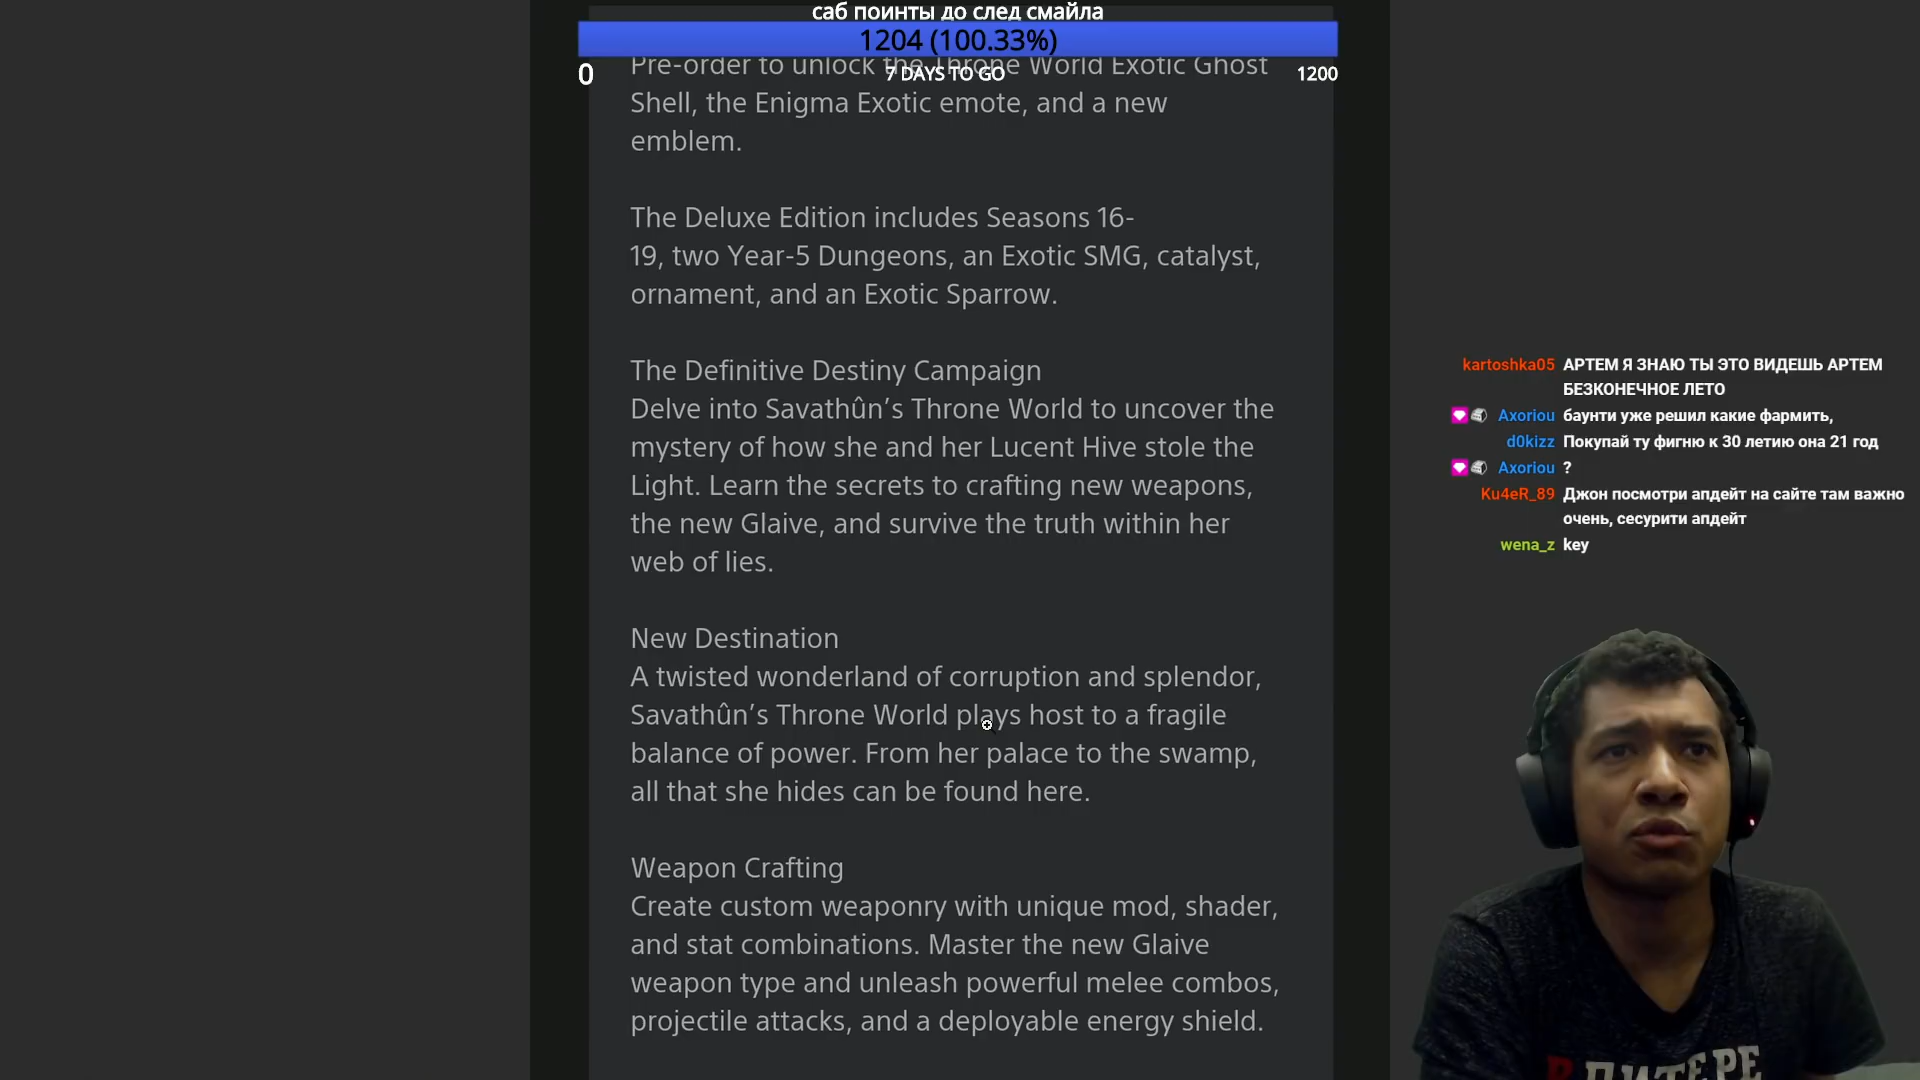 саб поинты до след смайла
1204 (100.33%)
0
7 DAYS TO GO
1200
Pre-order to unlock the Throne World Exotic Ghost
Shell, the Enigma Exotic emote, and a new
emblem.
The Deluxe Edition includes Seasons 16-
19, two Year-5 Dungeons, an Exotic SMG, catalyst,
ornament, and an Exotic Sparrow.
The Definitive Destiny Campaign
Delve into Savathûn’s Throne World to uncover the
mystery of how she and her Lucent Hive stole the
Light. Learn the secrets to crafting new weapons,
the new Glaive, and survive the truth within her
web of lies.
New Destination
A twisted wonderland of corruption and splendor,
Savathûn’s Throne World plays host to a fragile
balance of power. From her palace to the swamp,
all that she hides can be found here.
Weapon Crafting
Create custom weaponry with unique mod, shader,
and stat combinations. Master the new Glaive
weapon type and unleash powerful melee combos,
projectile attacks, and a deployable energy shield.
kartoshka05 АРТЕМ Я ЗНАЮ ТЫ ЭТО ВИДЕШЬ АРТЕМ
БЕЗКОНЕЧНОЕ ЛЕТО
Axoriou баунти уже решил какие фармить,
d0kizz Покупай ту фигню к 30 летию она 21 год
Axoriou ?
Ku4eR_89 Джон посмотри апдейт на сайте там важно
очень, сесурити апдейт
wena_z key
В ПИТЕРЕ